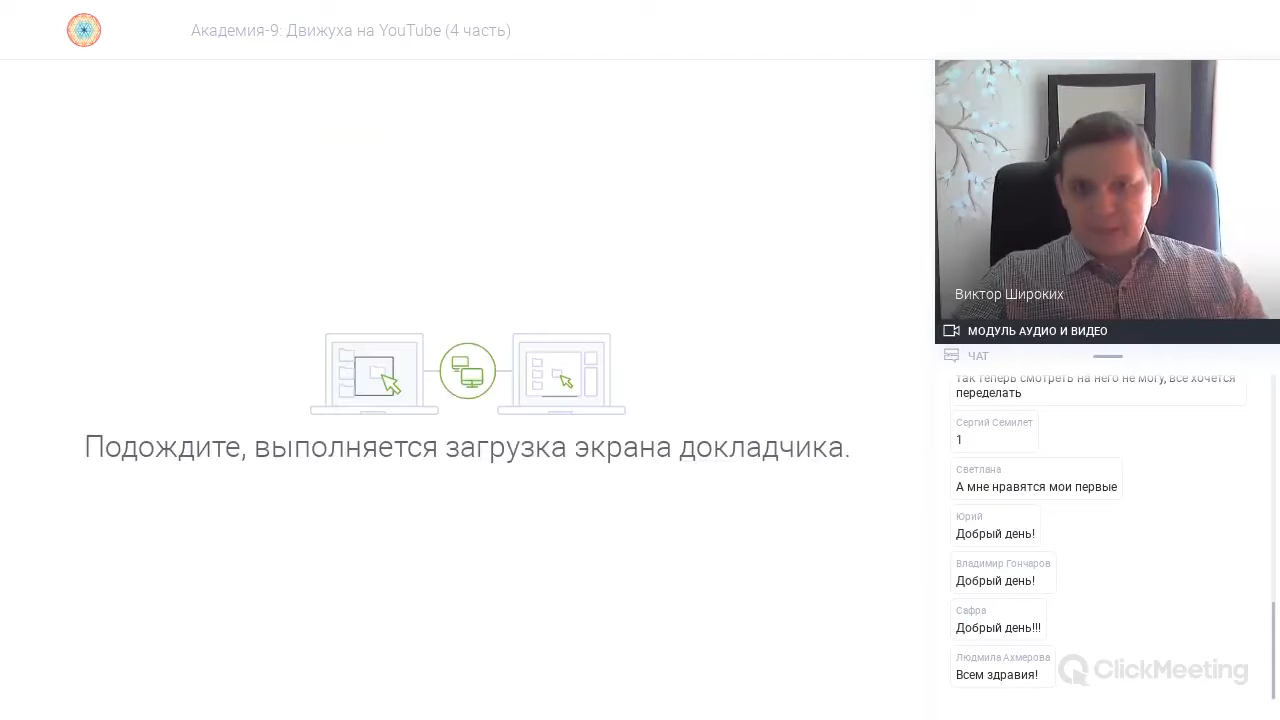 Академия-9: Движуха на YouTube (4 часть)
Подождите, выполняется загрузка экрана докладчика.
Виктор Широких
МОДУЛЬ АУДИО И ВИДЕО
ЧАТ
так теперь смотреть на него не могу, все хочется
переделать
Сергий Семилет
1
Светлана
А мне нравятся мои первые
Юрий
Добрый день!
Владимир Гончаров
Добрый день!
Сафра
Добрый день!!!
Людмила Ахмерова
Всем здравия!
ClickMeeting